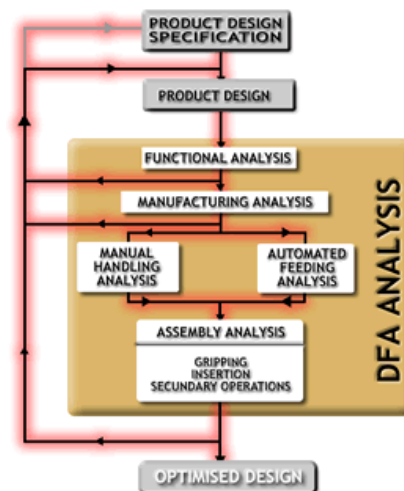 PRODUCT DESIGN
SPECIFICATION
PRODUCT DESIGN
FUNCTIONAL ANALYSIS
MANUFACTURING ANALYSIS
MANUAL
HANDLING
ANALYSIS
AUTOMATED
FEEDING
ANALYSIS
ASSEMBLY ANALYSIS
GRIPPING
INSERTION
SECUNDARY OPERATIONS
DFA ANALYSIS
OPTIMISED DESIGN